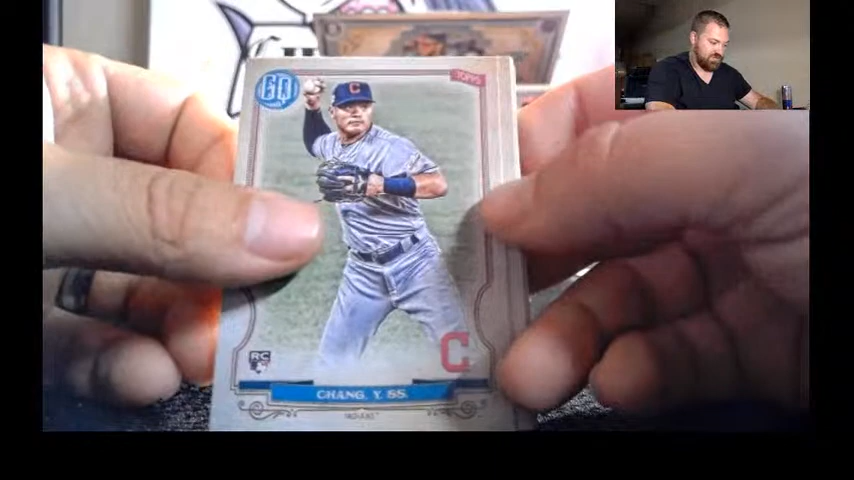 GQ
TOPPS
C
RC
C
CHANG, Y. SS.
INDIANS